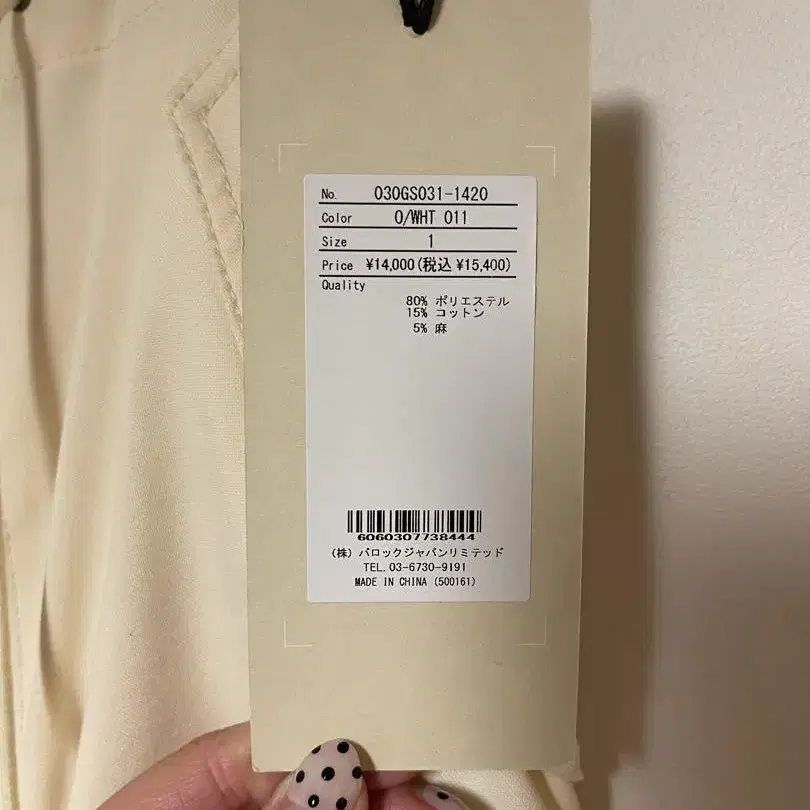 No. 030GS031-1420
Color O/WHT 011
Size 1
Price ¥14,000(税込 ¥15,400)
Quality
80% ポリエステル
15% コットン
5% 麻
6060307738444
(株) バロックジャパンリミテッド
TEL.03-6730-9191
MADE IN CHINA (500161)